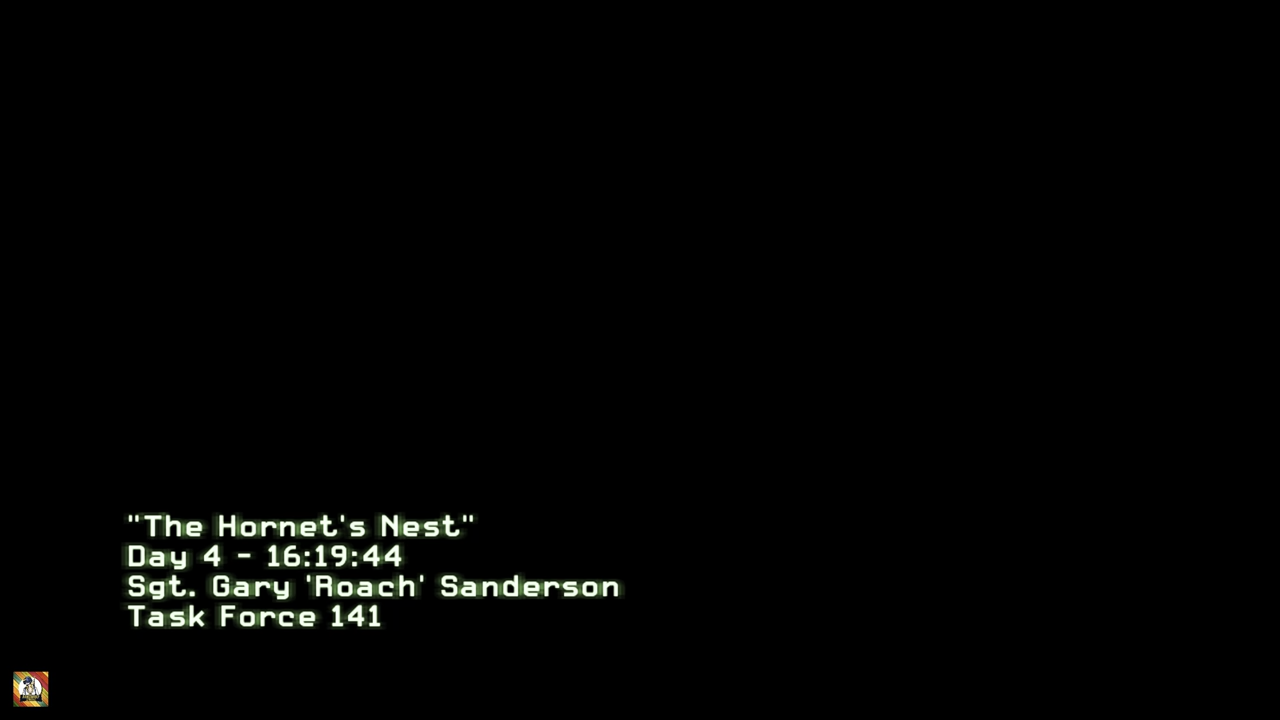 "The Hornet's Nest"
Day 4 - 16:19:44
Sgt. Gary 'Roach' Sanderson
Task Force 141